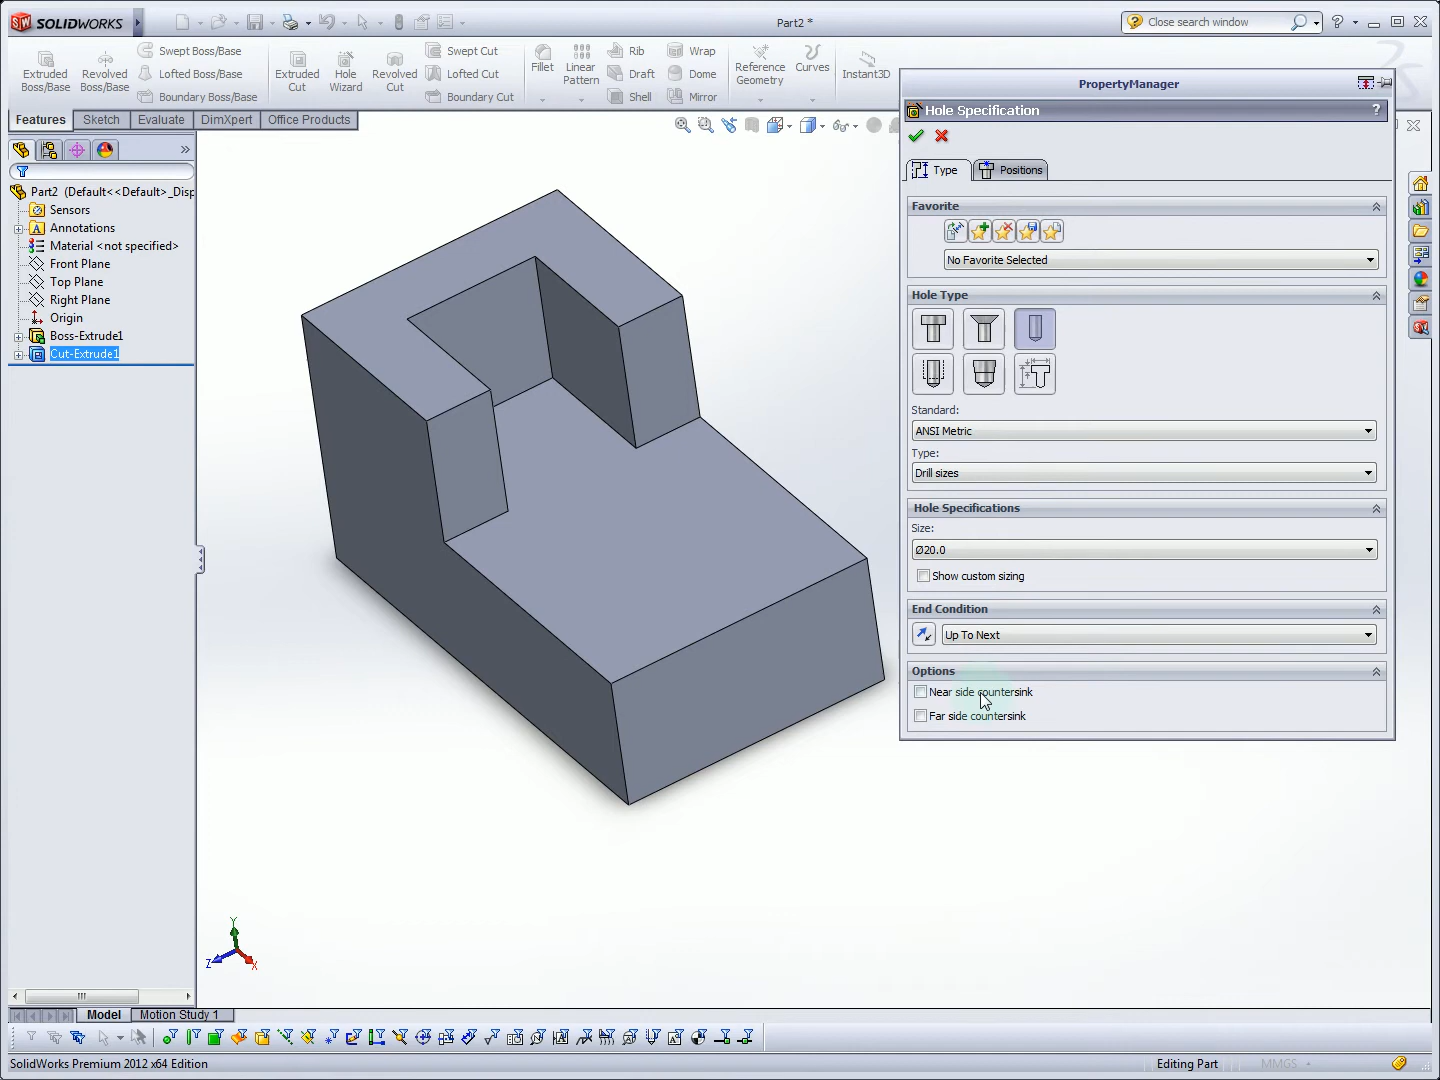 SOLIDWORKS
Part2 *
Close search window
Extruded Boss/Base
Revolved Boss/Base
Swept Boss/Base
Lofted Boss/Base
Boundary Boss/Base
Extruded Cut
Hole Wizard
Revolved Cut
Swept Cut
Lofted Cut
Boundary Cut
Fillet
Linear Pattern
Rib
Draft
Shell
Wrap
Dome
Mirror
Reference Geometry
Curves
Instant3D
Features
Sketch
Evaluate
DimXpert
Office Products
Part2 (Default<<Default>_Disp
Sensors
Annotations
Material <not specified>
Front Plane
Top Plane
Right Plane
Origin
Boss-Extrude1
Cut-Extrude1
PropertyManager
Hole Specification
?
Type
Positions
Favorite
No Favorite Selected
Hole Type
Standard:
ANSI Metric
Type:
Drill sizes
Hole Specifications
Size:
Ø20.0
Show custom sizing
End Condition
Up To Next
Options
Near side countersink
Far side countersink
Y
Z
X
Model
Motion Study 1
SolidWorks Premium 2012 x64 Edition
Editing Part
MMGS